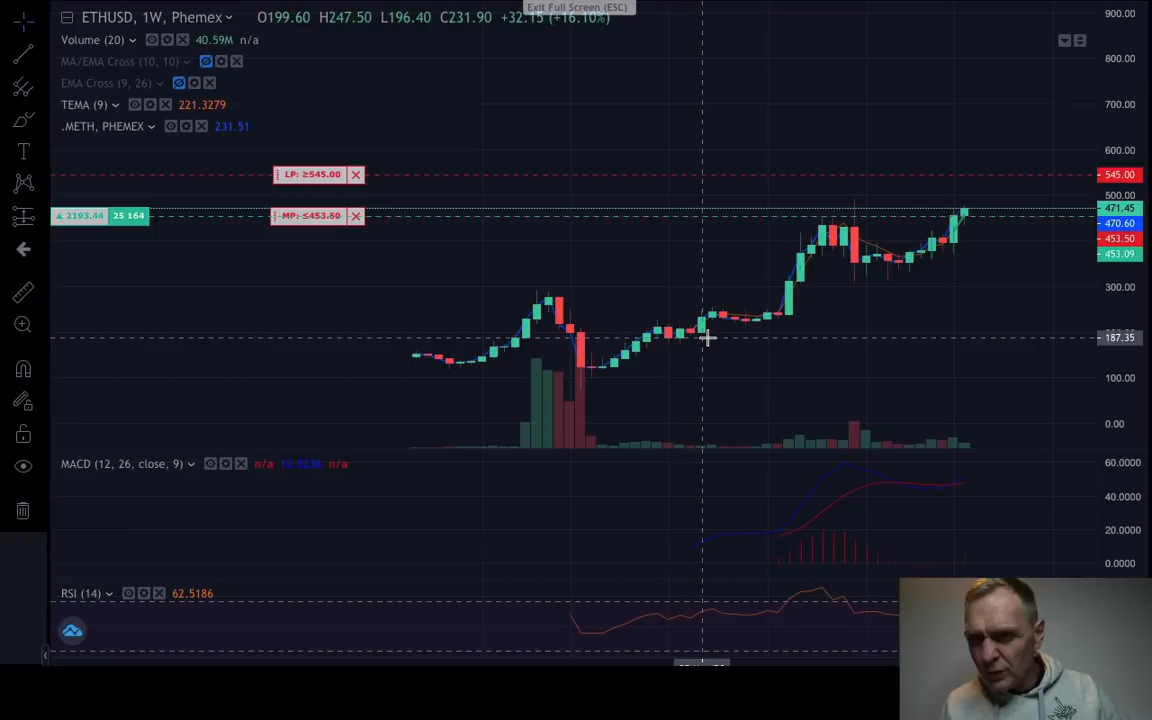 Exit Full Screen (ESC)
ETHUSD, 1W, Phemex O199.60 H247.50 L196.40 C231.90 +32.15 (+16.10%)
Volume (20) 40.59M n/a
MA/EMA Cross (10, 10)
EMA Cross (9, 26)
TEMA (9) 221.3279
.METH, PHEMEX 231.51
LP: ≥545.00
2193.44 25 164 MP: ≤453.50
900.00
800.00
700.00
600.00
545.00
500.00
471.45
470.60
453.50
453.09
300.00
187.35
100.00
0.00
MACD (12, 26, close, 9) n/a 10.5236 n/a
60.0000
40.0000
20.0000
0.0000
RSI (14) 62.5186